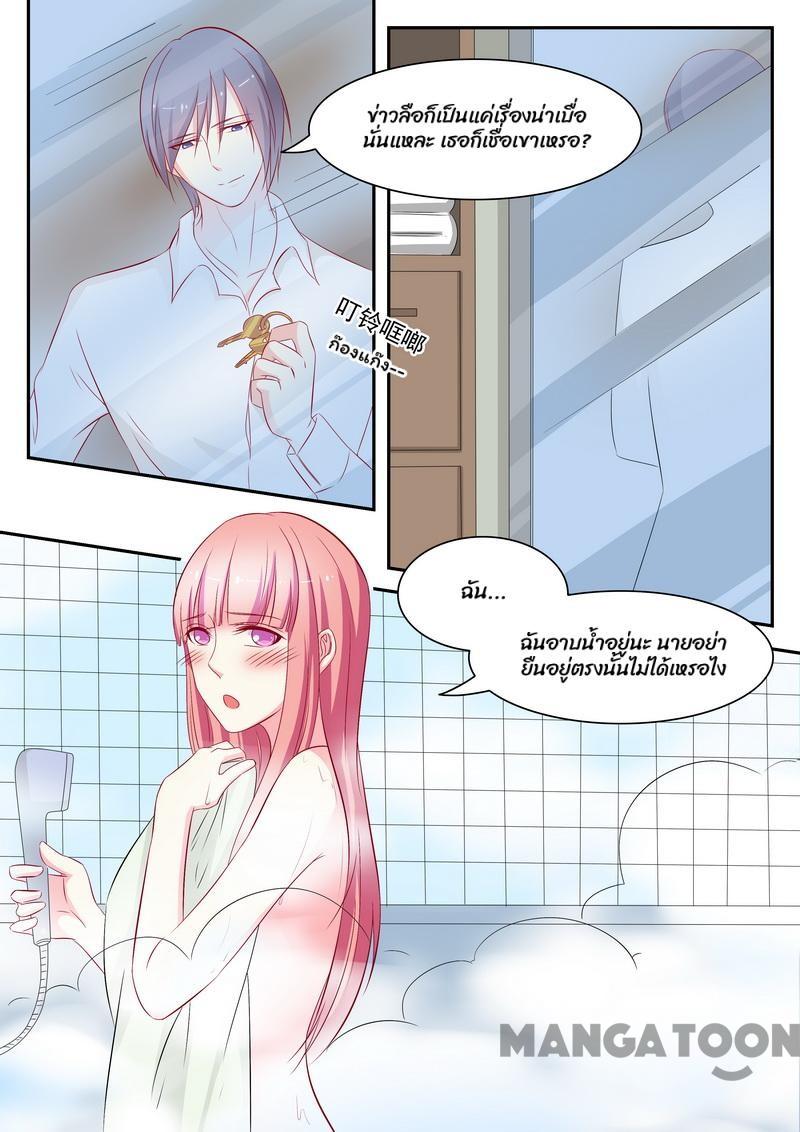 ข่าวลือก็เป็นแค่เรื่องน่าเบื่อ
นั่นแหละ เธอก็เชื่อเขาเหรอ?
叮铃哐啷
ก๊องแก๊ง--
ฉัน...
ฉันอาบน้ำอยู่นะ นายอย่า
ยืนอยู่ตรงนั้นไม่ได้เหรอไง
MANGATOON